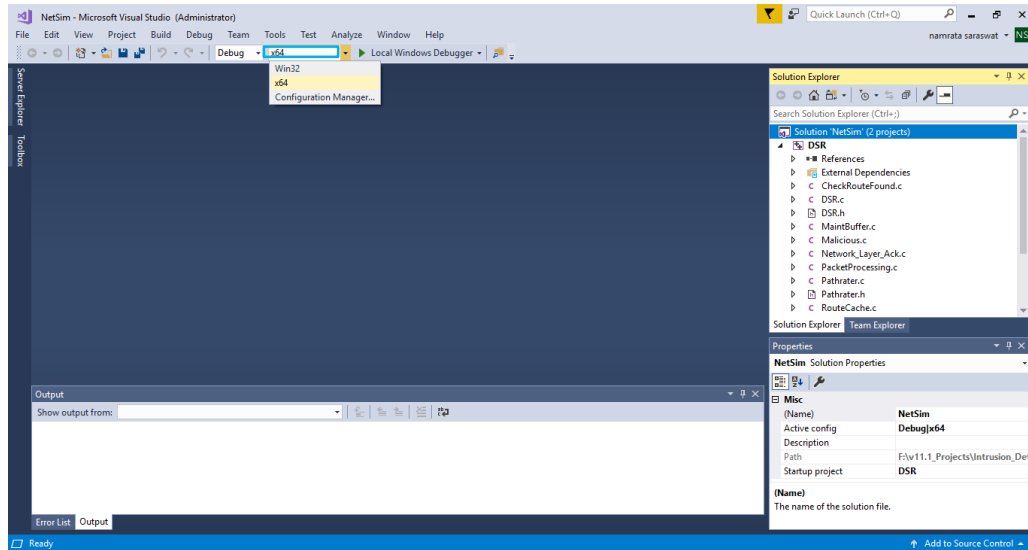 NetSim - Microsoft Visual Studio (Administrator)
Quick Launch (Ctrl+Q)
File Edit View Project Build Debug Team Tools Test Analyze Window Help
namrata saraswat
NS
Debug
x64
Local Windows Debugger
Win32
x64
Configuration Manager...
Server Explorer
Toolbox
Solution Explorer
Search Solution Explorer (Ctrl+;)
Solution 'NetSim' (2 projects)
DSR
References
External Dependencies
C CheckRouteFound.c
C DSR.c
DSR.h
C MaintBuffer.c
C Malicious.c
C Network_Layer_Ack.c
C PacketProcessing.c
C Pathrater.c
Pathrater.h
C RouteCache.c
Solution Explorer Team Explorer
Properties
NetSim Solution Properties
Misc
(Name) NetSim
Active config Debug|x64
Description
Path F:\v11.1_Projects\Intrusion_De
Startup project DSR
(Name)
The name of the solution file.
Output
Show output from:
Error List Output
Ready
Add to Source Control